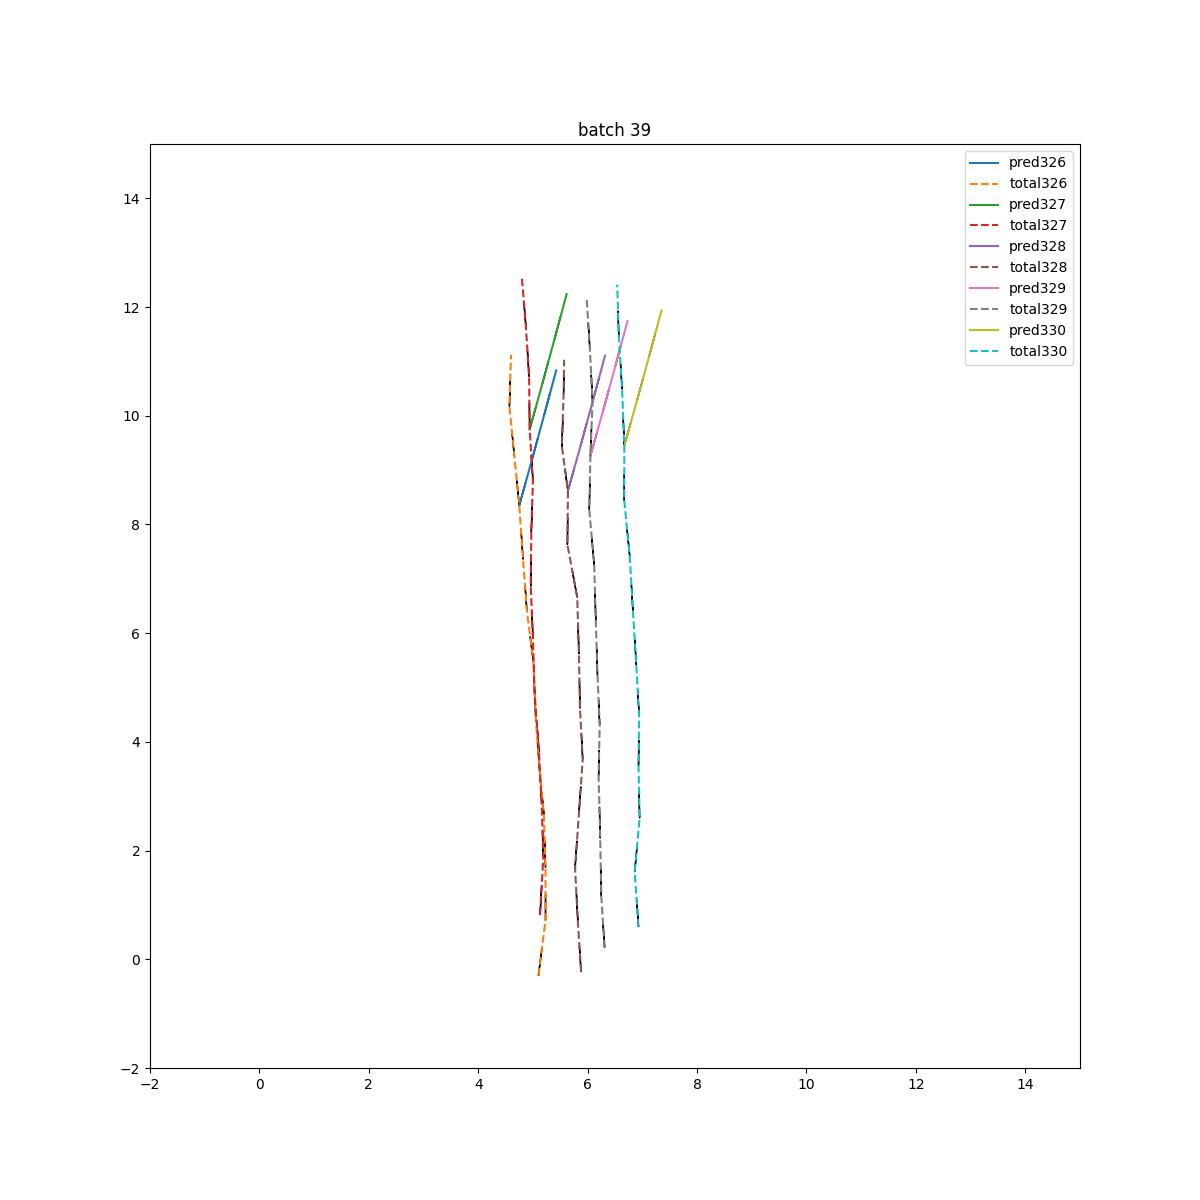 batch 39
pred326
total326
pred327
total327
pred328
total328
pred329
total329
pred330
total330
14
12
10
8
6
4
2
0
−2
−2 0 2 4 6 8 10 12 14